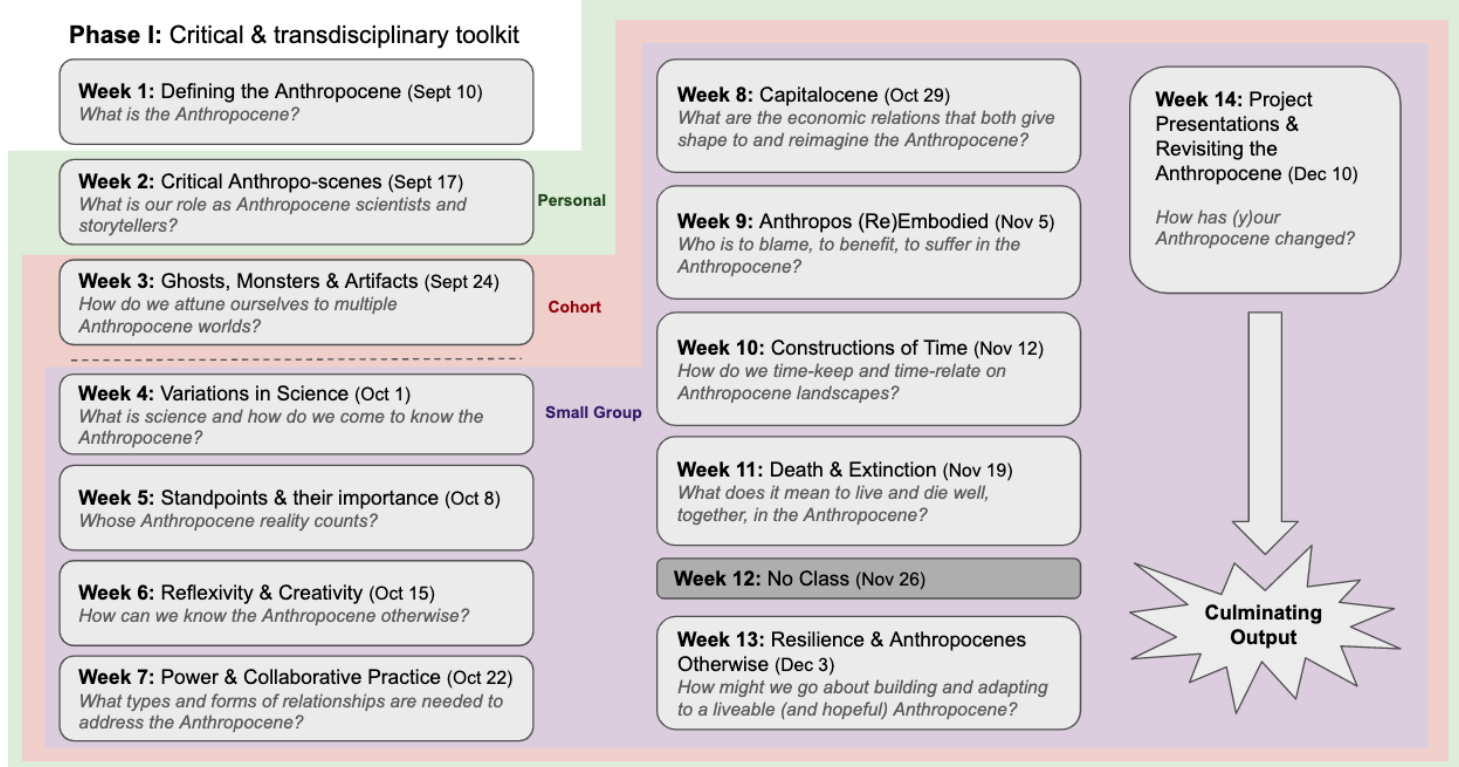 Phase I: Critical & transdisciplinary toolkit
Week 1: Defining the Anthropocene (Sept 10)
What is the Anthropocene?
Week 2: Critical Anthropo-scenes (Sept 17)
What is our role as Anthropocene scientists and
storytellers?
Personal
Week 3: Ghosts, Monsters & Artifacts (Sept 24)
How do we attune ourselves to multiple
Anthropocene worlds?
Cohort
Week 4: Variations in Science (Oct 1)
What is science and how do we come to know the
Anthropocene?
Small Group
Week 5: Standpoints & their importance (Oct 8)
Whose Anthropocene reality counts?
Week 6: Reflexivity & Creativity (Oct 15)
How can we know the Anthropocene otherwise?
Week 7: Power & Collaborative Practice (Oct 22)
What types and forms of relationships are needed to
address the Anthropocene?
Week 8: Capitalocene (Oct 29)
What are the economic relations that both give
shape to and reimagine the Anthropocene?
Week 9: Anthropos (Re)Embodied (Nov 5)
Who is to blame, to benefit, to suffer in the
Anthropocene?
Week 10: Constructions of Time (Nov 12)
How do we time-keep and time-relate on
Anthropocene landscapes?
Week 11: Death & Extinction (Nov 19)
What does it mean to live and die well,
together, in the Anthropocene?
Week 12: No Class (Nov 26)
Week 13: Resilience & Anthropocenes
Otherwise (Dec 3)
How might we go about building and adapting
to a liveable (and hopeful) Anthropocene?
Week 14: Project
Presentations &
Revisiting the
Anthropocene (Dec 10)
How has (y)our
Anthropocene changed?
Culminating
Output